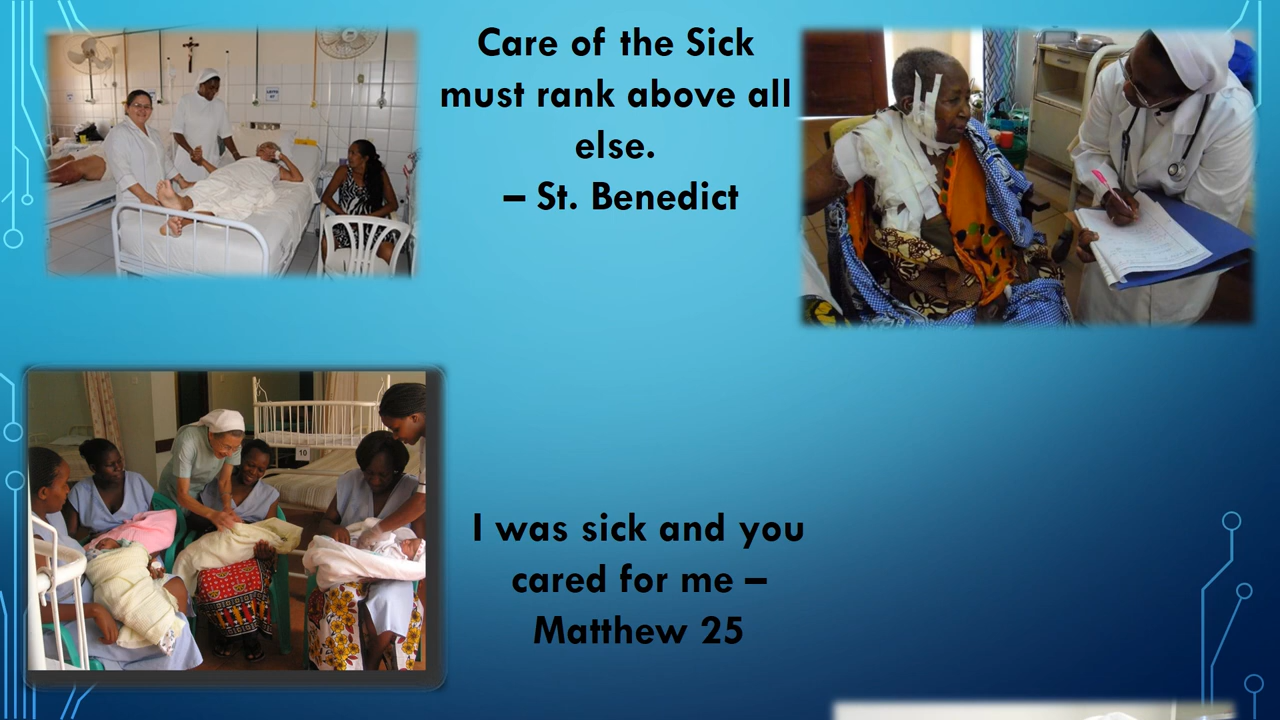 Care of the Sick
must rank above all
else.
– St. Benedict
10
I was sick and you
cared for me –
Matthew 25